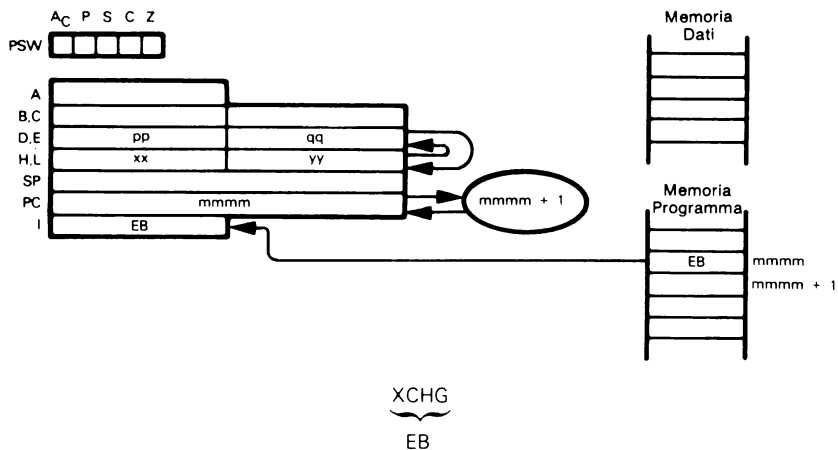 AC P S C Z
PSW
Memoria
Dati
A
B,C
D,E pp qq
H,L xx yy
SP
PC mmmm
mmmm + 1
I EB
Memoria
Programma
EB mmmm
mmmm + 1
XCHG
EB